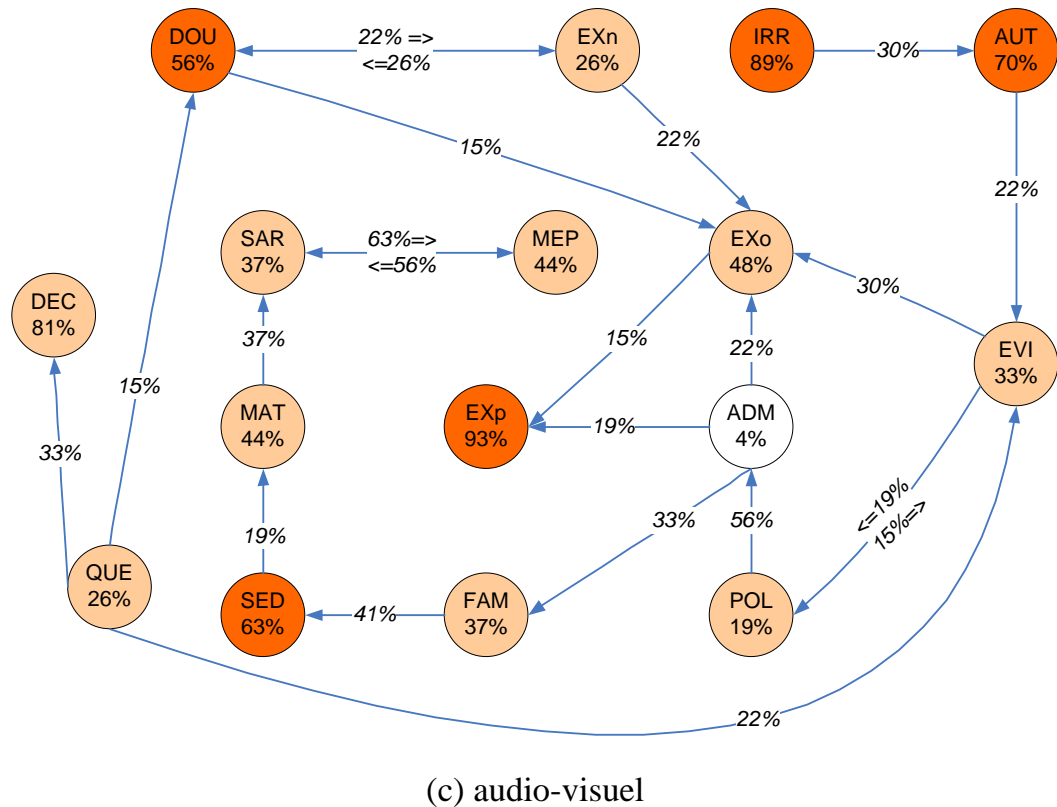 DOU
56%
22% =>
<=26%
EXn
26%
IRR
89%
30%
AUT
70%
15%
22%
22%
SAR
37%
63%=>
<=56%
MEP
44%
EXo
48%
30%
DEC
81%
37%
15%
22%
EVI
33%
15%
MAT
44%
EXp
93%
19%
ADM
4%
33%
<=19%
15%=>
19%
33%
56%
QUE
26%
SED
63%
41%
FAM
37%
POL
19%
22%
(c) audio-visuel